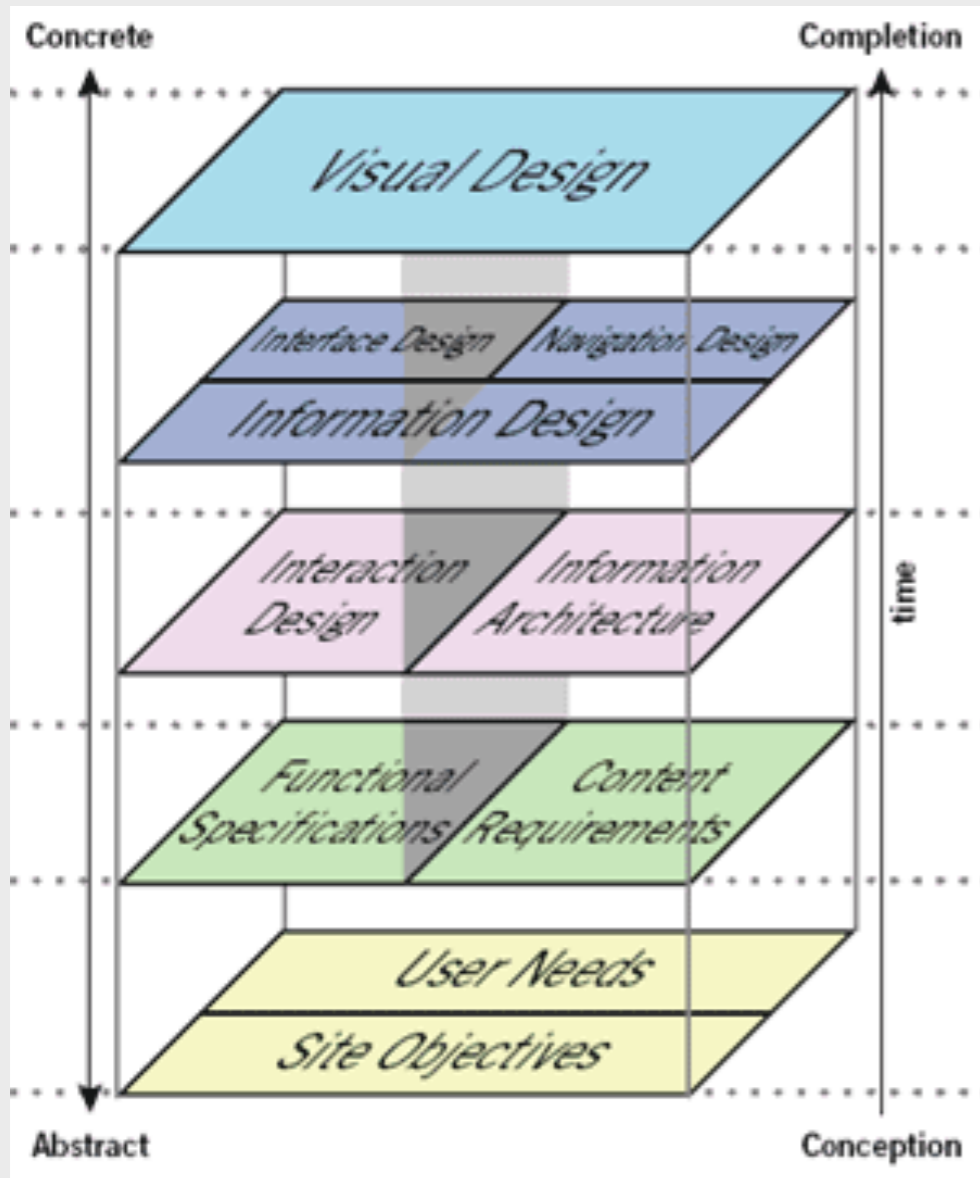 Concrete
Completion
Visual Design
Interface Design
Navigation Design
Information Design
Interaction
Design
Information
Architecture
time
Functional
Specifications
Content
Requirements
User Needs
Site Objectives
Abstract
Conception